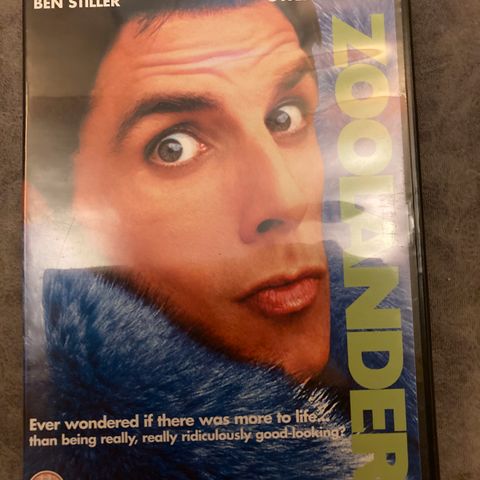 BEN STILLER
ZOOLANDER
Ever wondered if there was more to life...
than being really, really ridiculously good-looking?